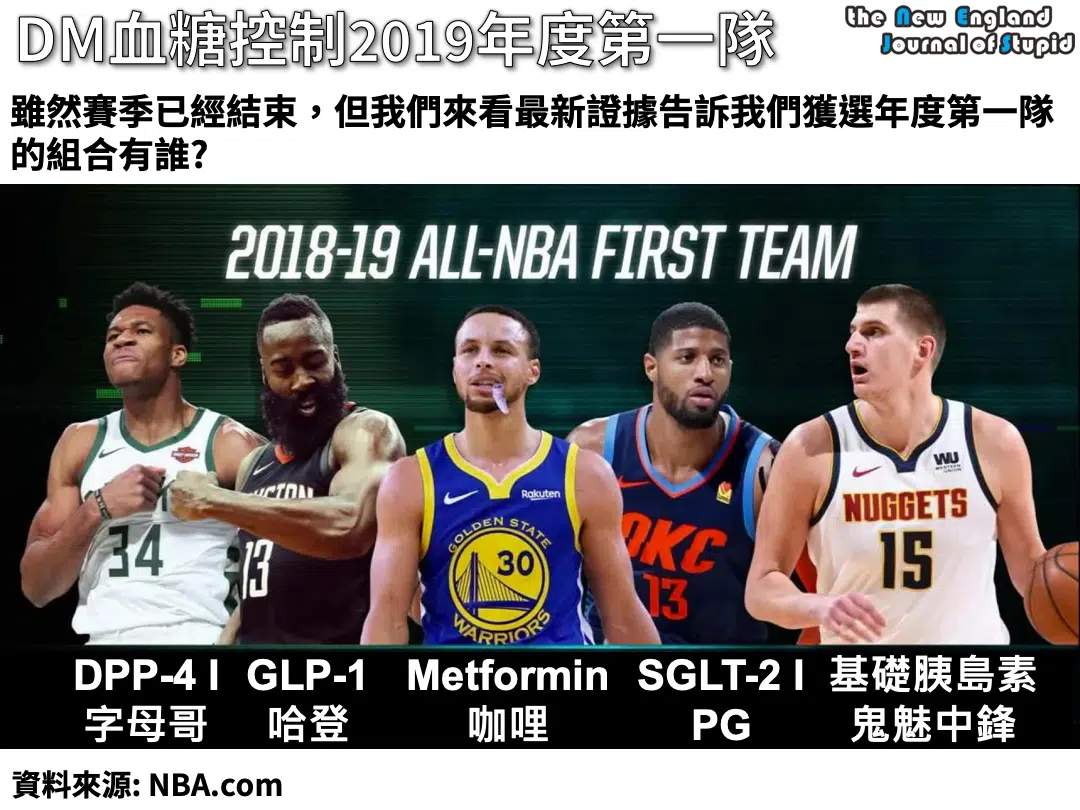 DM血糖控制2019年度第一隊
the New England
Journal of Stupid
雖然賽季已經結束，但我們來看最新證據告訴我們獲選年度第一隊
的組合有誰?
2018-19 ALL-NBA FIRST TEAM
34
13
Rakuten
GOLDEN STATE
30
WARRIORS
OKC
13
WU
WESTERN
UNION
NUGGETS
15
DPP-4 I GLP-1 Metformin SGLT-2 I 基礎胰島素
字母哥 哈登 咖哩 PG 鬼魅中鋒
資料來源: NBA.com